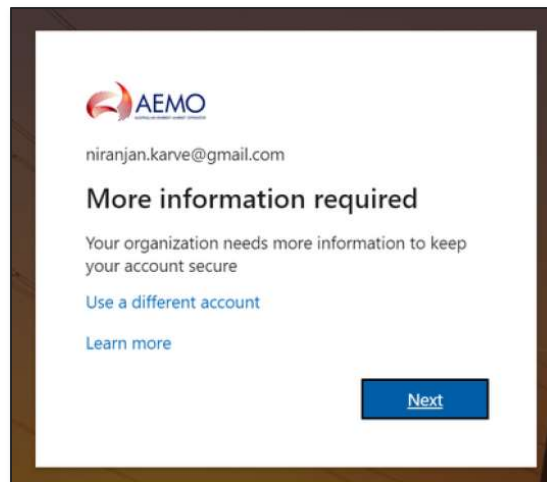 AEMO
niranjan.karve@gmail.com
More information required
Your organization needs more information to keep
your account secure
Use a different account
Learn more
Next